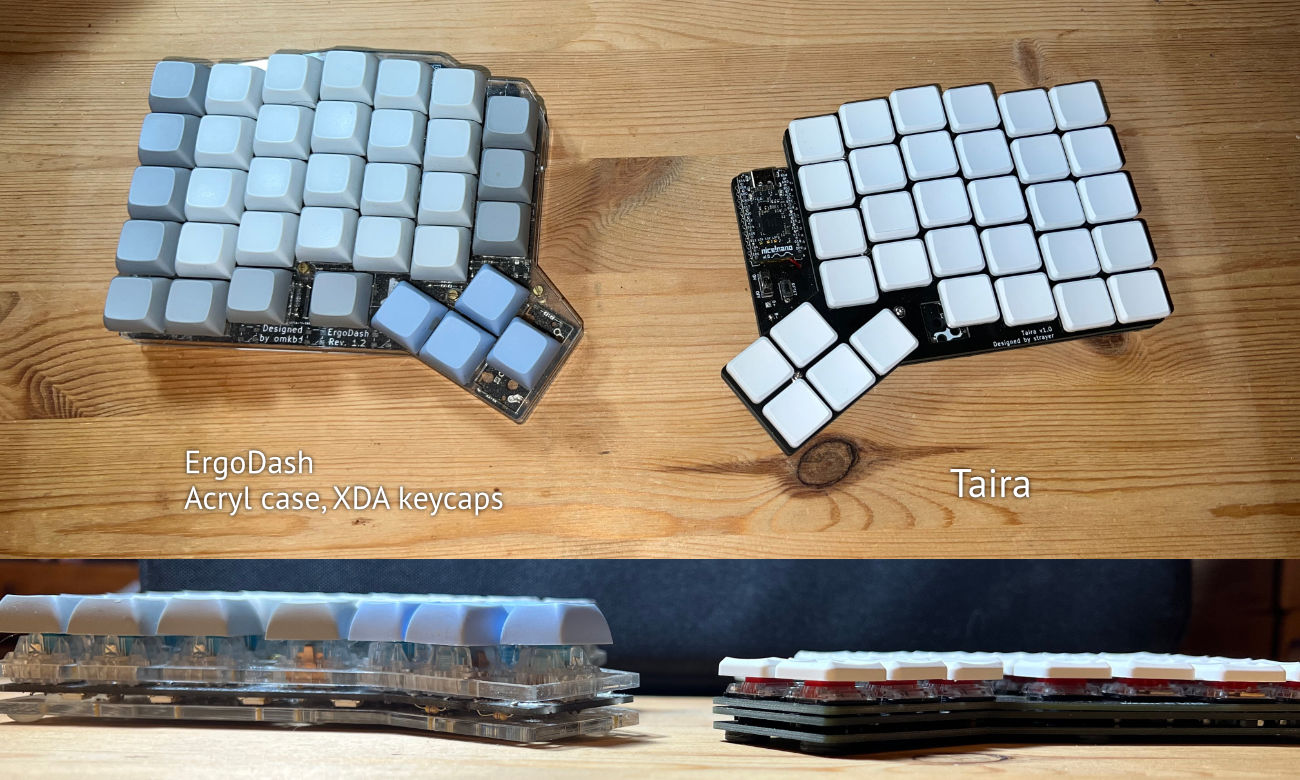 Designed
by omkbd
ErgoDash
Rev. 1.2
nice!nano
Taira v1.0
Designed by strayer
ErgoDash
Acryl case, XDA keycaps
Taira